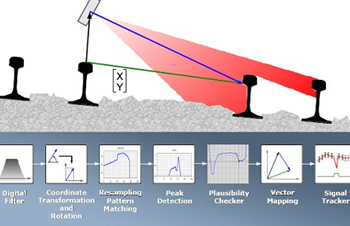 X
Y
Digital
Filter
Coordinate
Transformation
and
Rotation
Resampling
Pattern
Matching
Peak
Detection
Plausibility
Checker
Vector
Mapping
Signal
Tracker